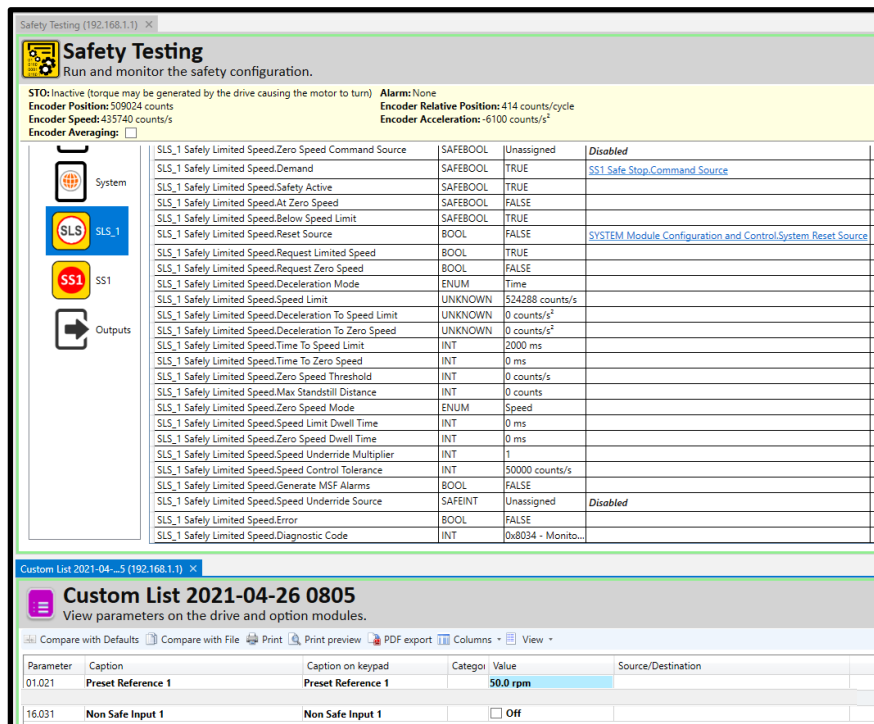 Safety Testing (192.168.1.1) ×
Safety Testing
Run and monitor the safety configuration.
STO: Inactive (torque may be generated by the drive causing the motor to turn) Alarm: None
Encoder Position: 509024 counts Encoder Relative Position: 414 counts/cycle
Encoder Speed: 435740 counts/s Encoder Acceleration: -6100 counts/s²
Encoder Averaging:
System
SLS SLS_1
SS1 SS1
Outputs
SLS_1 Safely Limited Speed.Zero Speed Command Source SAFEBOOL Unassigned Disabled
SLS_1 Safely Limited Speed.Demand SAFEBOOL TRUE SS1 Safe Stop.Command Source
SLS_1 Safely Limited Speed.Safety Active SAFEBOOL TRUE
SLS_1 Safely Limited Speed.At Zero Speed SAFEBOOL FALSE
SLS_1 Safely Limited Speed.Below Speed Limit SAFEBOOL TRUE
SLS_1 Safely Limited Speed.Reset Source BOOL FALSE SYSTEM Module Configuration and Control.System Reset Source
SLS_1 Safely Limited Speed.Request Limited Speed BOOL TRUE
SLS_1 Safely Limited Speed.Request Zero Speed BOOL FALSE
SLS_1 Safely Limited Speed.Deceleration Mode ENUM Time
SLS_1 Safely Limited Speed.Speed Limit UNKNOWN 524288 counts/s
SLS_1 Safely Limited Speed.Deceleration To Speed Limit UNKNOWN 0 counts/s²
SLS_1 Safely Limited Speed.Deceleration To Zero Speed UNKNOWN 0 counts/s²
SLS_1 Safely Limited Speed.Time To Speed Limit INT 2000 ms
SLS_1 Safely Limited Speed.Time To Zero Speed INT 0 ms
SLS_1 Safely Limited Speed.Zero Speed Threshold INT 0 counts/s
SLS_1 Safely Limited Speed.Max Standstill Distance INT 0 counts
SLS_1 Safely Limited Speed.Zero Speed Mode ENUM Speed
SLS_1 Safely Limited Speed.Speed Limit Dwell Time INT 0 ms
SLS_1 Safely Limited Speed.Zero Speed Dwell Time INT 0 ms
SLS_1 Safely Limited Speed.Speed Underride Multiplier INT 1
SLS_1 Safely Limited Speed.Speed Control Tolerance INT 50000 counts/s
SLS_1 Safely Limited Speed.Generate MSF Alarms BOOL FALSE
SLS_1 Safely Limited Speed.Speed Underride Source SAFEINT Unassigned Disabled
SLS_1 Safely Limited Speed.Error BOOL FALSE
SLS_1 Safely Limited Speed.Diagnostic Code INT 0x8034 - Monito...
Custom List 2021-04-...5 (192.168.1.1) ×
Custom List 2021-04-26 0805
View parameters on the drive and option modules.
Compare with Defaults Compare with File Print Print preview PDF export Columns View
Parameter Caption Caption on keypad Categoı Value Source/Destination
01.021 Preset Reference 1 Preset Reference 1 50.0 rpm
16.031 Non Safe Input 1 Non Safe Input 1 Off